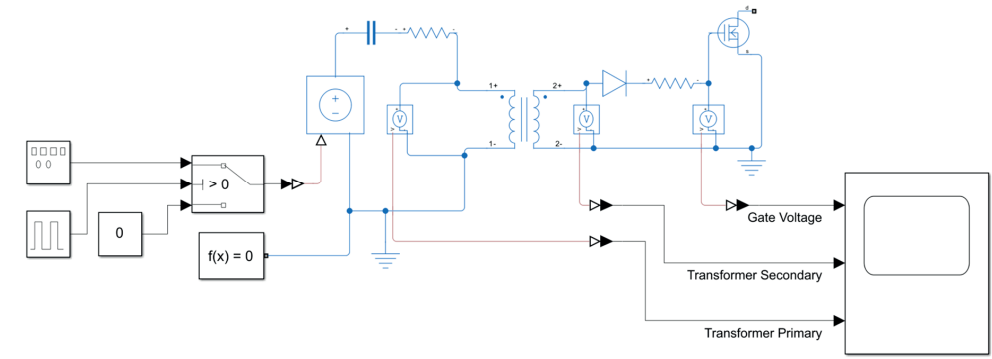 +
-
+
-
+
-
1+
1-
2+
2-
+
-
d
s
+
V
+
V
+
V
> 0
0
f(x) = 0
Gate Voltage
Transformer Secondary
Transformer Primary